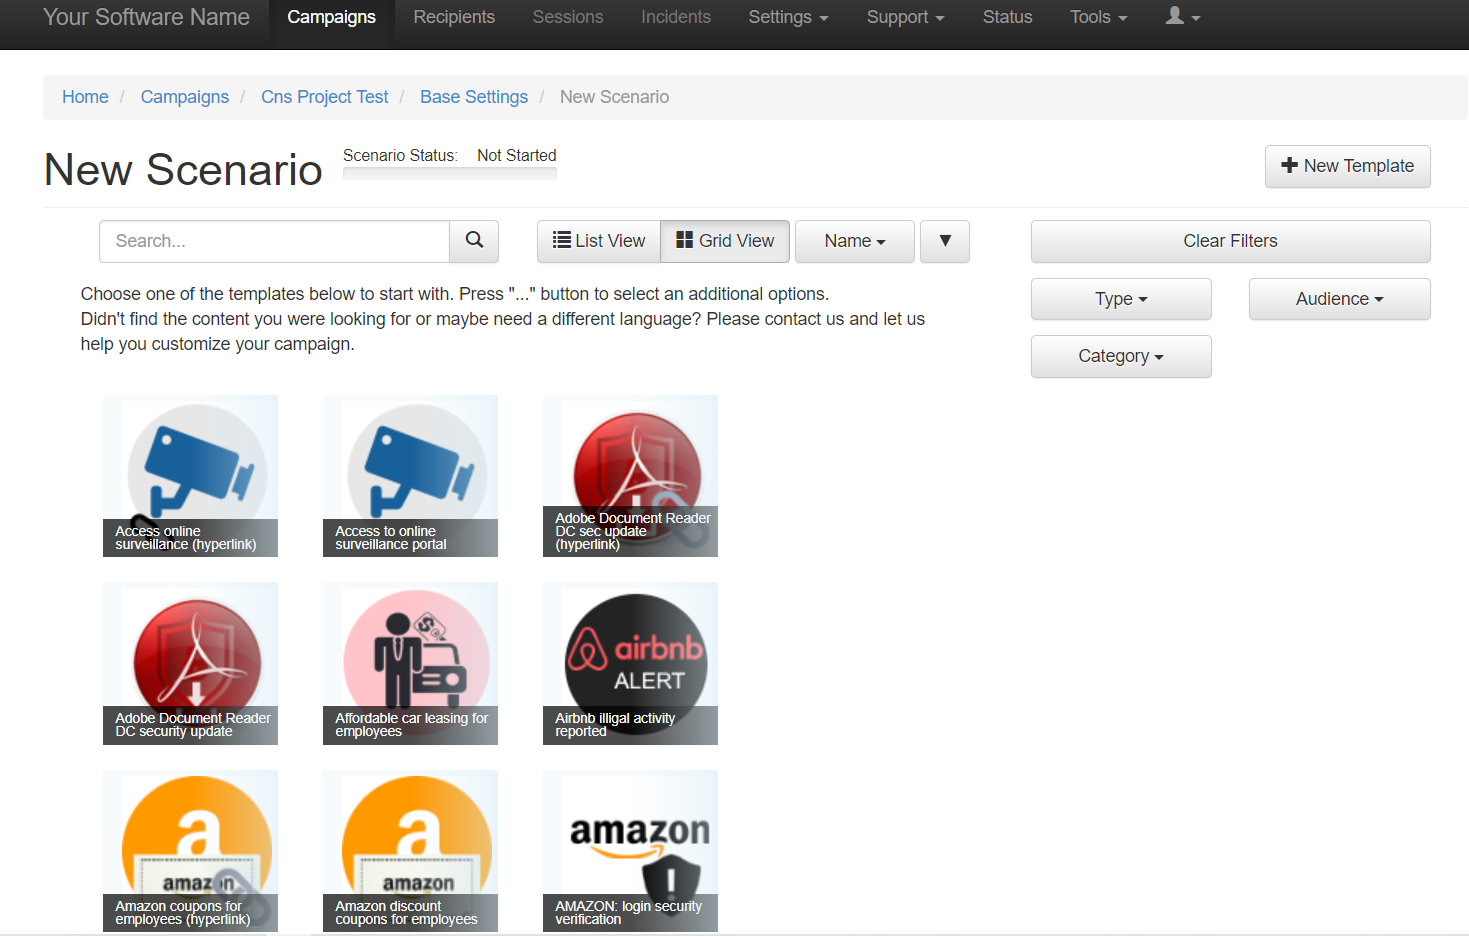 Your Software Name Campaigns Recipients Sessions Incidents Settings Support Status Tools
Home / Campaigns / Cns Project Test / Base Settings / New Scenario
New Scenario
Scenario Status: Not Started
New Template
Search...
List View
Grid View
Name
Clear Filters
Type
Audience
Category
Choose one of the templates below to start with. Press "..." button to select an additional options.
Didn't find the content you were looking for or maybe need a different language? Please contact us and let us
help you customize your campaign.
Access online
surveillance (hyperlink)
Access to online
surveillance portal
Adobe Document Reader
DC sec update
(hyperlink)
Adobe Document Reader
DC security update
Affordable car leasing for
employees
airbnb
ALERT
Airbnb illigal activity
reported
a
amazon
Amazon coupons for
employees (hyperlink)
a
amazon
Amazon discount
coupons for employees
amazon
AMAZON: login security
verification